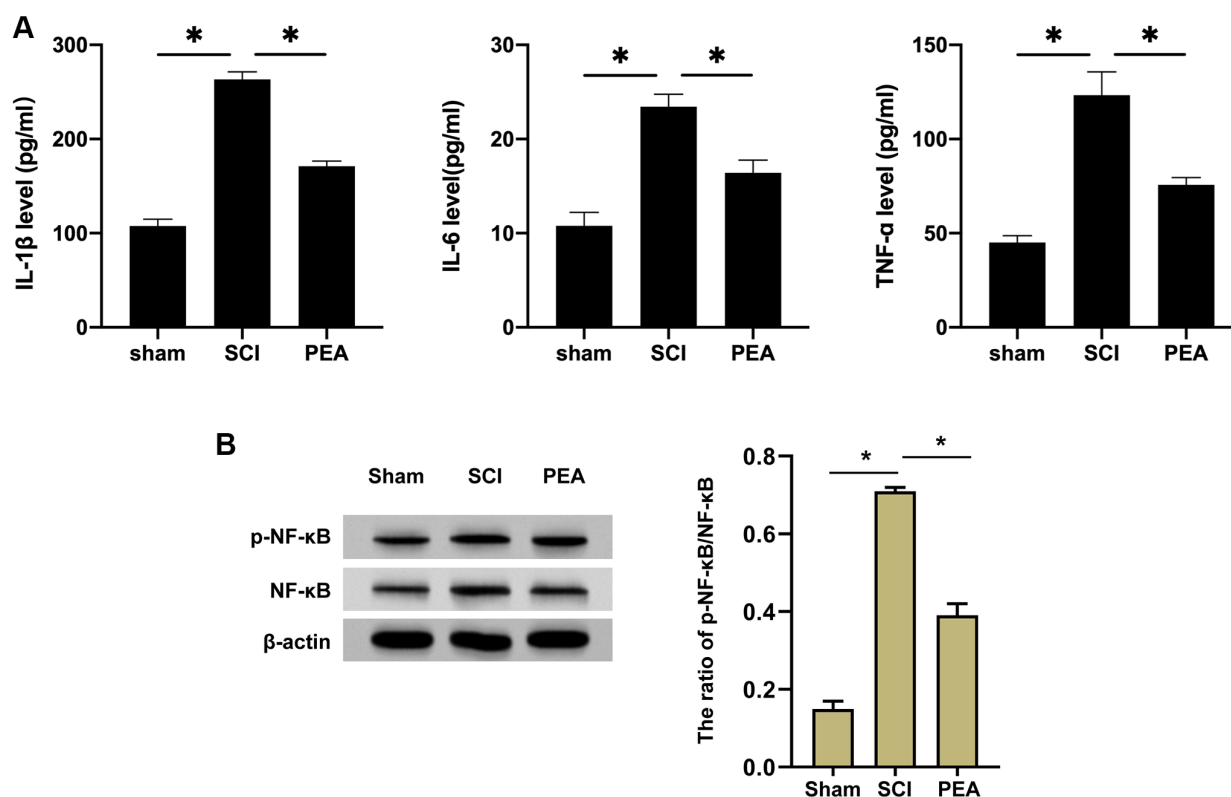 A
IL-1β level (pg/ml)
300
200
100
0
* *
sham SCI PEA
IL-6 level(pg/ml)
30
20
10
0
* *
sham SCI PEA
TNF-α level (pg/ml)
150
100
50
0
* *
sham SCI PEA
B
Sham SCI PEA
p-NF-κB
NF-κB
β-actin
The ratio of p-NF-κB/NF-κB
0.8
0.6
0.4
0.2
0.0
* *
Sham SCI PEA